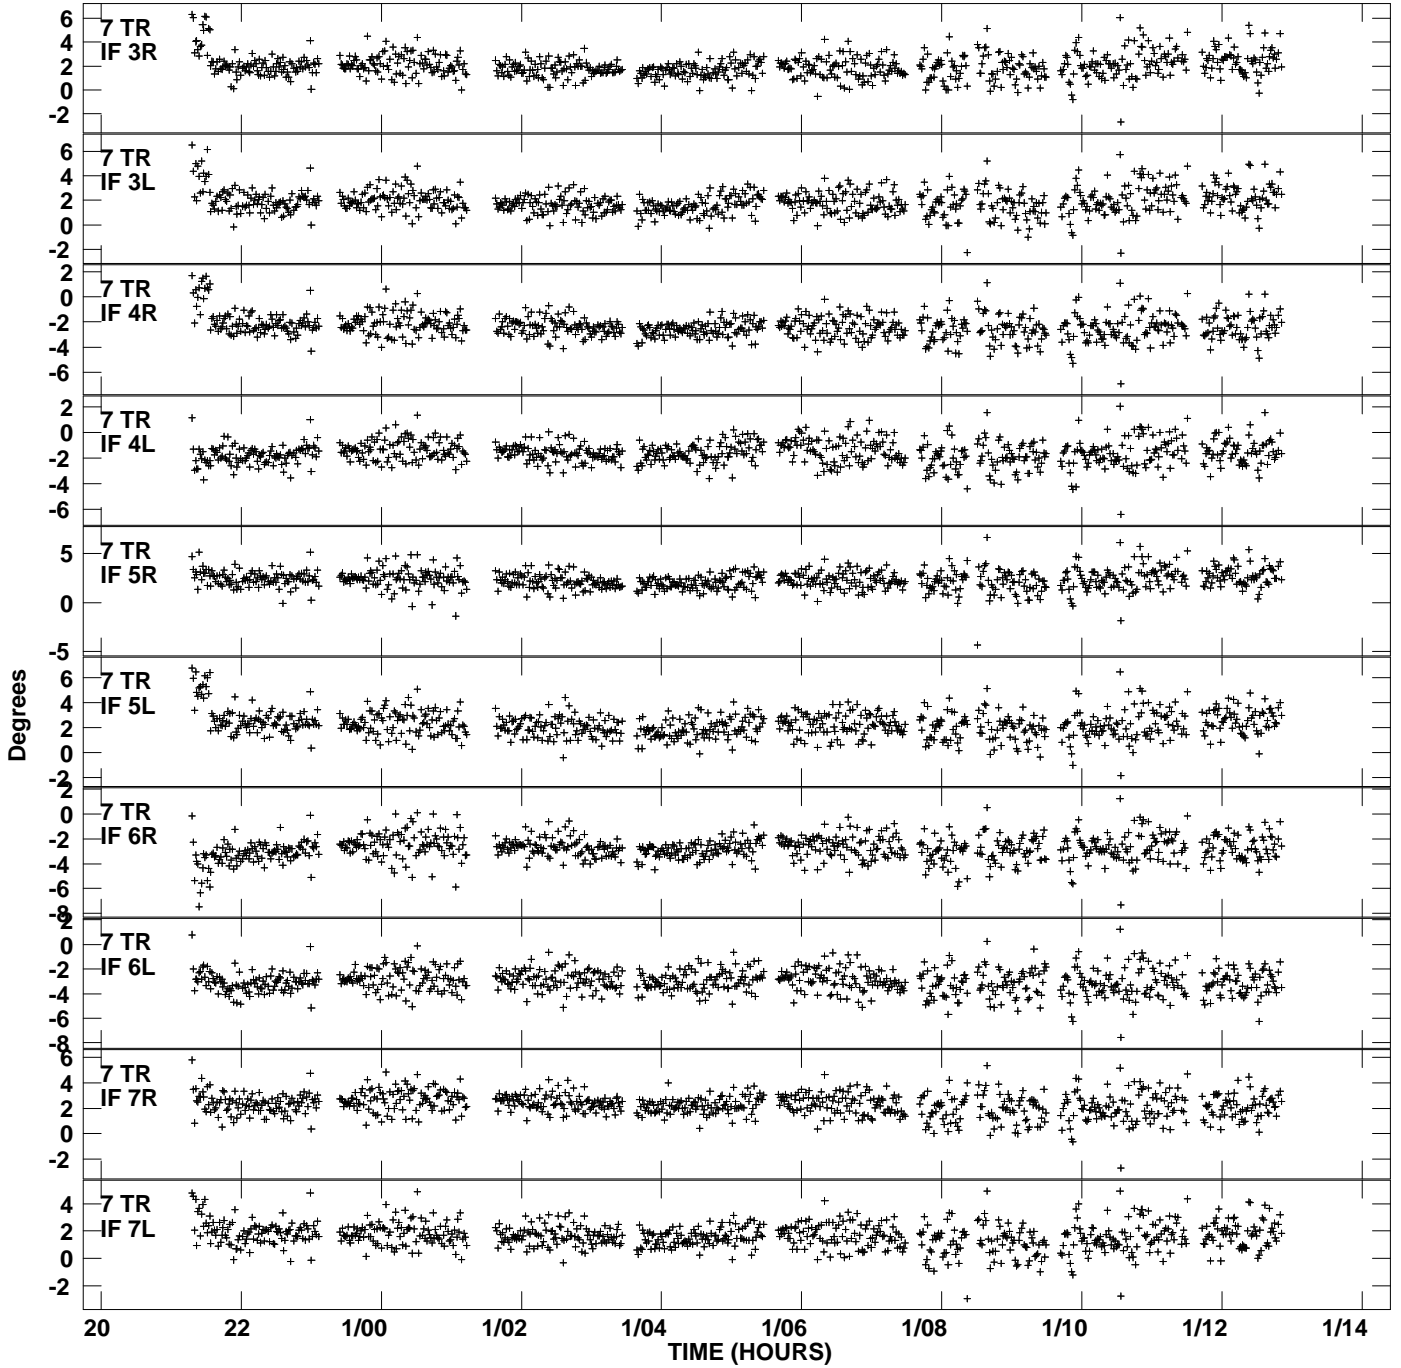 7 TR
IF 3R
6
4
2
0
-2
7 TR
IF 3L
6
4
2
0
-2
7 TR
IF 4R
2
0
-2
-4
-6
7 TR
IF 4L
2
0
-2
-4
-6
7 TR
IF 5R
5
0
-5
7 TR
IF 5L
6
4
2
0
-2
7 TR
IF 6R
2
0
-2
-4
-6
-8
7 TR
IF 6L
2
0
-2
-4
-6
-8
7 TR
IF 7R
6
4
2
0
-2
7 TR
IF 7L
4
2
0
-2
Degrees
20 22 1/00 1/02 1/04 1/06 1/08 1/10 1/12 1/14
TIME (HOURS)